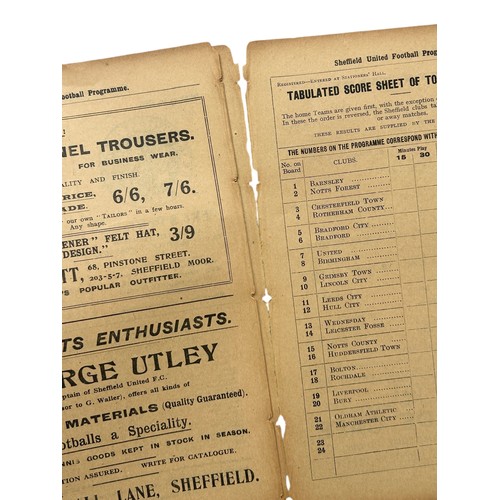 Football Programme.
NEL TROUSERS.
FOR BUSINESS WEAR.
ALITY AND FINISH.
RICE,
ADE. 6/6, 7/6.
our own "Tailors" in a few hours.
Any shape.
ENER" FELT HAT,
DESIGN." 3/9
TT, 68, PINSTONE STREET,
203-5-7, SHEFFIELD MOOR.
'S POPULAR OUTFITTER.
TS ENTHUSIASTS.
RGE UTLEY
ptain of Sheffield United F.C.
or to G. Waller), offers all kinds of
MATERIALS (Quality Guaranteed).
ootballs a Speciality.
NNIS GOODS KEPT IN STOCK IN SEASON.
TION ASSURED. WRITE FOR CATALOGUE.
LL LANE, SHEFFIELD.
Sheffield United Football Prog
Registered—Entered at Stationers' Hall.
TABULATED SCORE SHEET OF TO
The home Teams are given first, with the exception
In these the order is reversed, the Sheffield clubs
or away matches.
THESE RESULTS ARE SUPPLIED BY THE
THE NUMBERS ON THE PROGRAMME CORRESPOND WITH
No. on
Board CLUBS. Minutes Play
15 30
1 Barnsley
2 Notts Forest
3 Chesterfield Town
4 Rotherham County
5 Bradford City
6 Bradford
7 United
8 Birmingham
9 Grimsby Town
10 Lincoln City
11 Leeds City
12 Hull City
13 Wednesday
14 Leicester Fosse
15 Notts County
16 Huddersfield Town
17 Bolton
18 Rochdale
19 Liverpool
20 Bury
21 Oldham Athletic
22 Manchester City
23
24